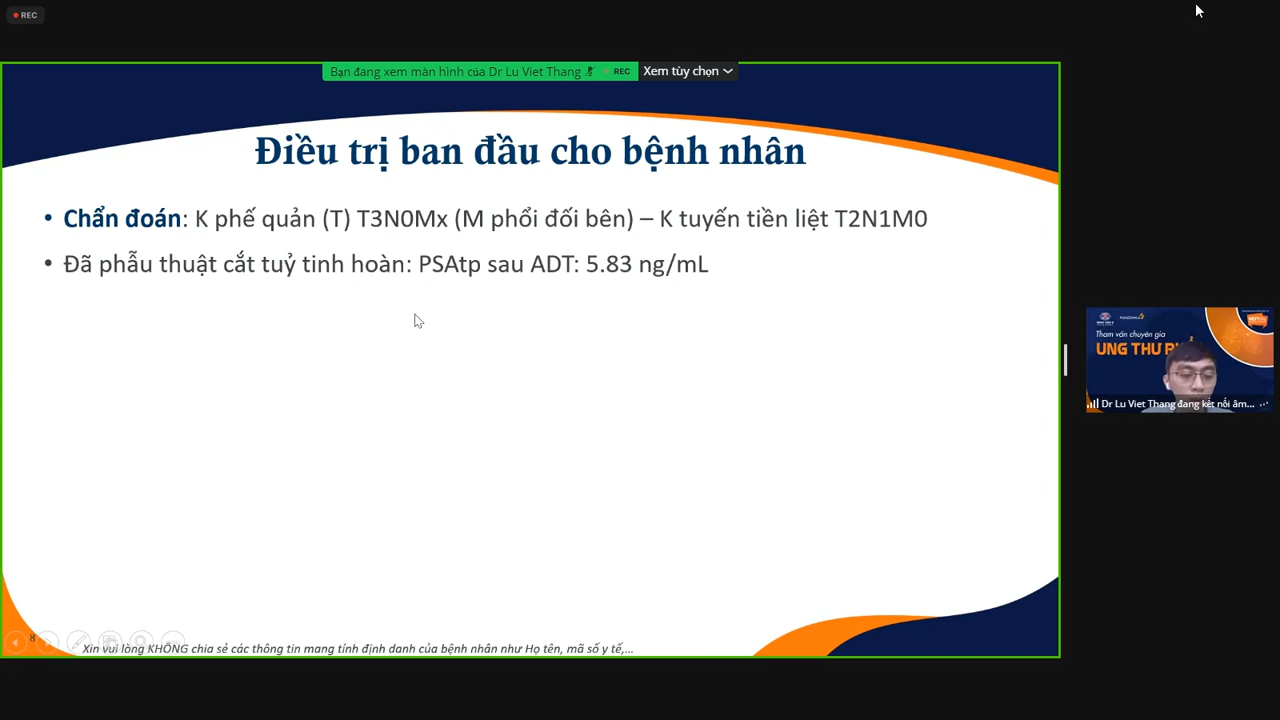 REC
Bạn đang xem màn hình của Dr Lu Viet Thang REC Xem tùy chọn
Điều trị ban đầu cho bệnh nhân
• Chẩn đoán: K phế quản (T) T3N0Mx (M phổi đối bên) – K tuyến tiền liệt T2N1M0
• Đã phẫu thuật cắt tuỷ tinh hoàn: PSAtp sau ADT: 5.83 ng/mL
AstraZeneca
Tham vấn chuyên gia
UNG THƯ
Dr Lu Viet Thang đang kết nối âm...
8
Xin vui lòng KHÔNG chia sẻ các thông tin mang tính định danh của bệnh nhân như Họ tên, mã số y tế,...